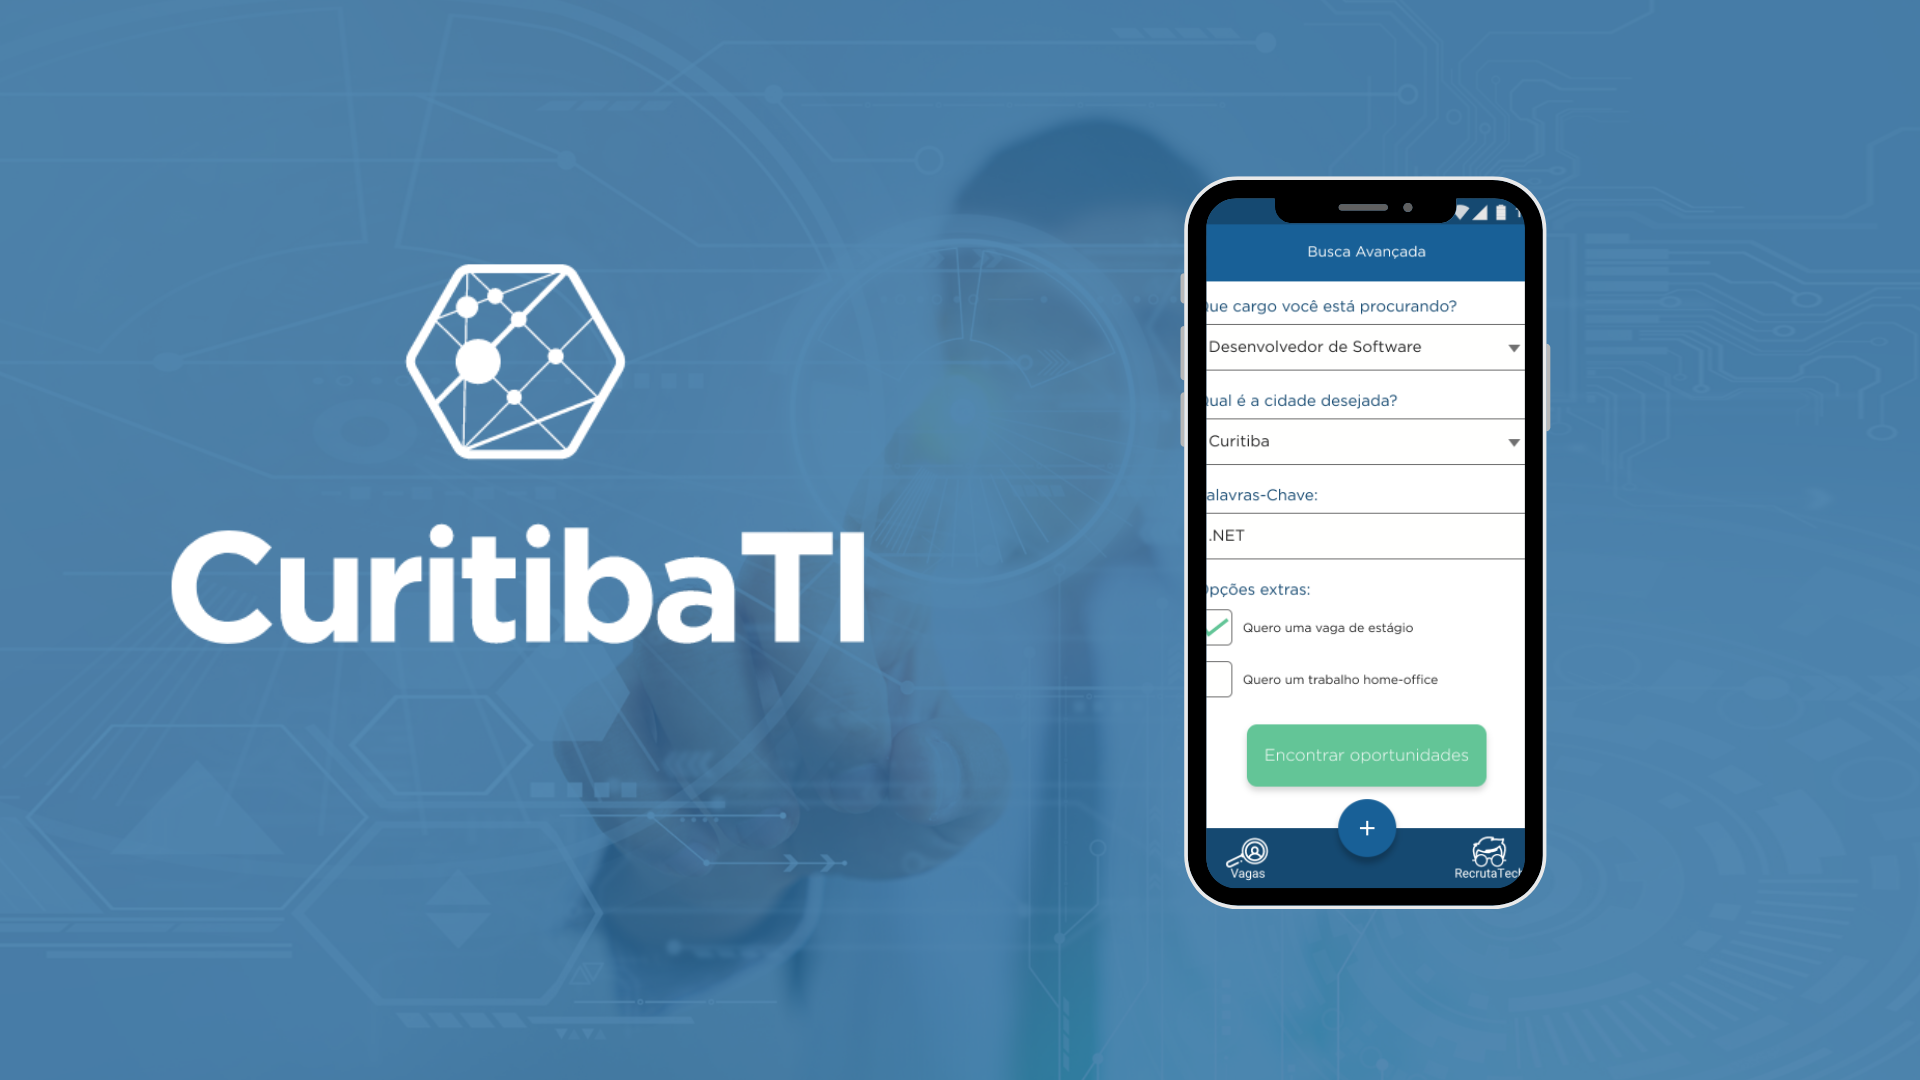 CuritibaTI
Busca Avançada
ue cargo você está procurando?
Desenvolvedor de Software
ual é a cidade desejada?
Curitiba
alavras-Chave:
.NET
pções extras:
Quero uma vaga de estágio
Quero um trabalho home-office
Encontrar oportunidades
+
Vagas
RecrutaTech